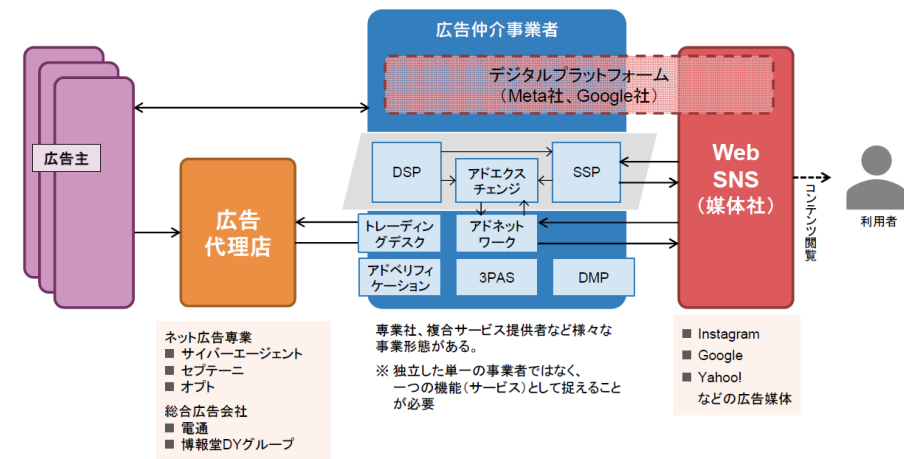 広告仲介事業者
デジタルプラットフォーム
（Meta社、Google社）
広告主
広告
代理店
DSP
アドエクス
チェンジ
SSP
トレーディン
グデスク
アドネット
ワーク
アドベリフィ
ケーション
3PAS
DMP
Web
SNS
（媒体社）
コンテンツ閲覧
利用者
ネット広告専業
■ サイバーエージェント
■ セプテーニ
■ オプト
総合広告会社
■ 電通
■ 博報堂DYグループ
専業社、複合サービス提供者など様々な
事業形態がある。
※ 独立した単一の事業者ではなく、
一つの機能（サービス）として捉えること
が必要
■ Instagram
■ Google
■ Yahoo!
などの広告媒体